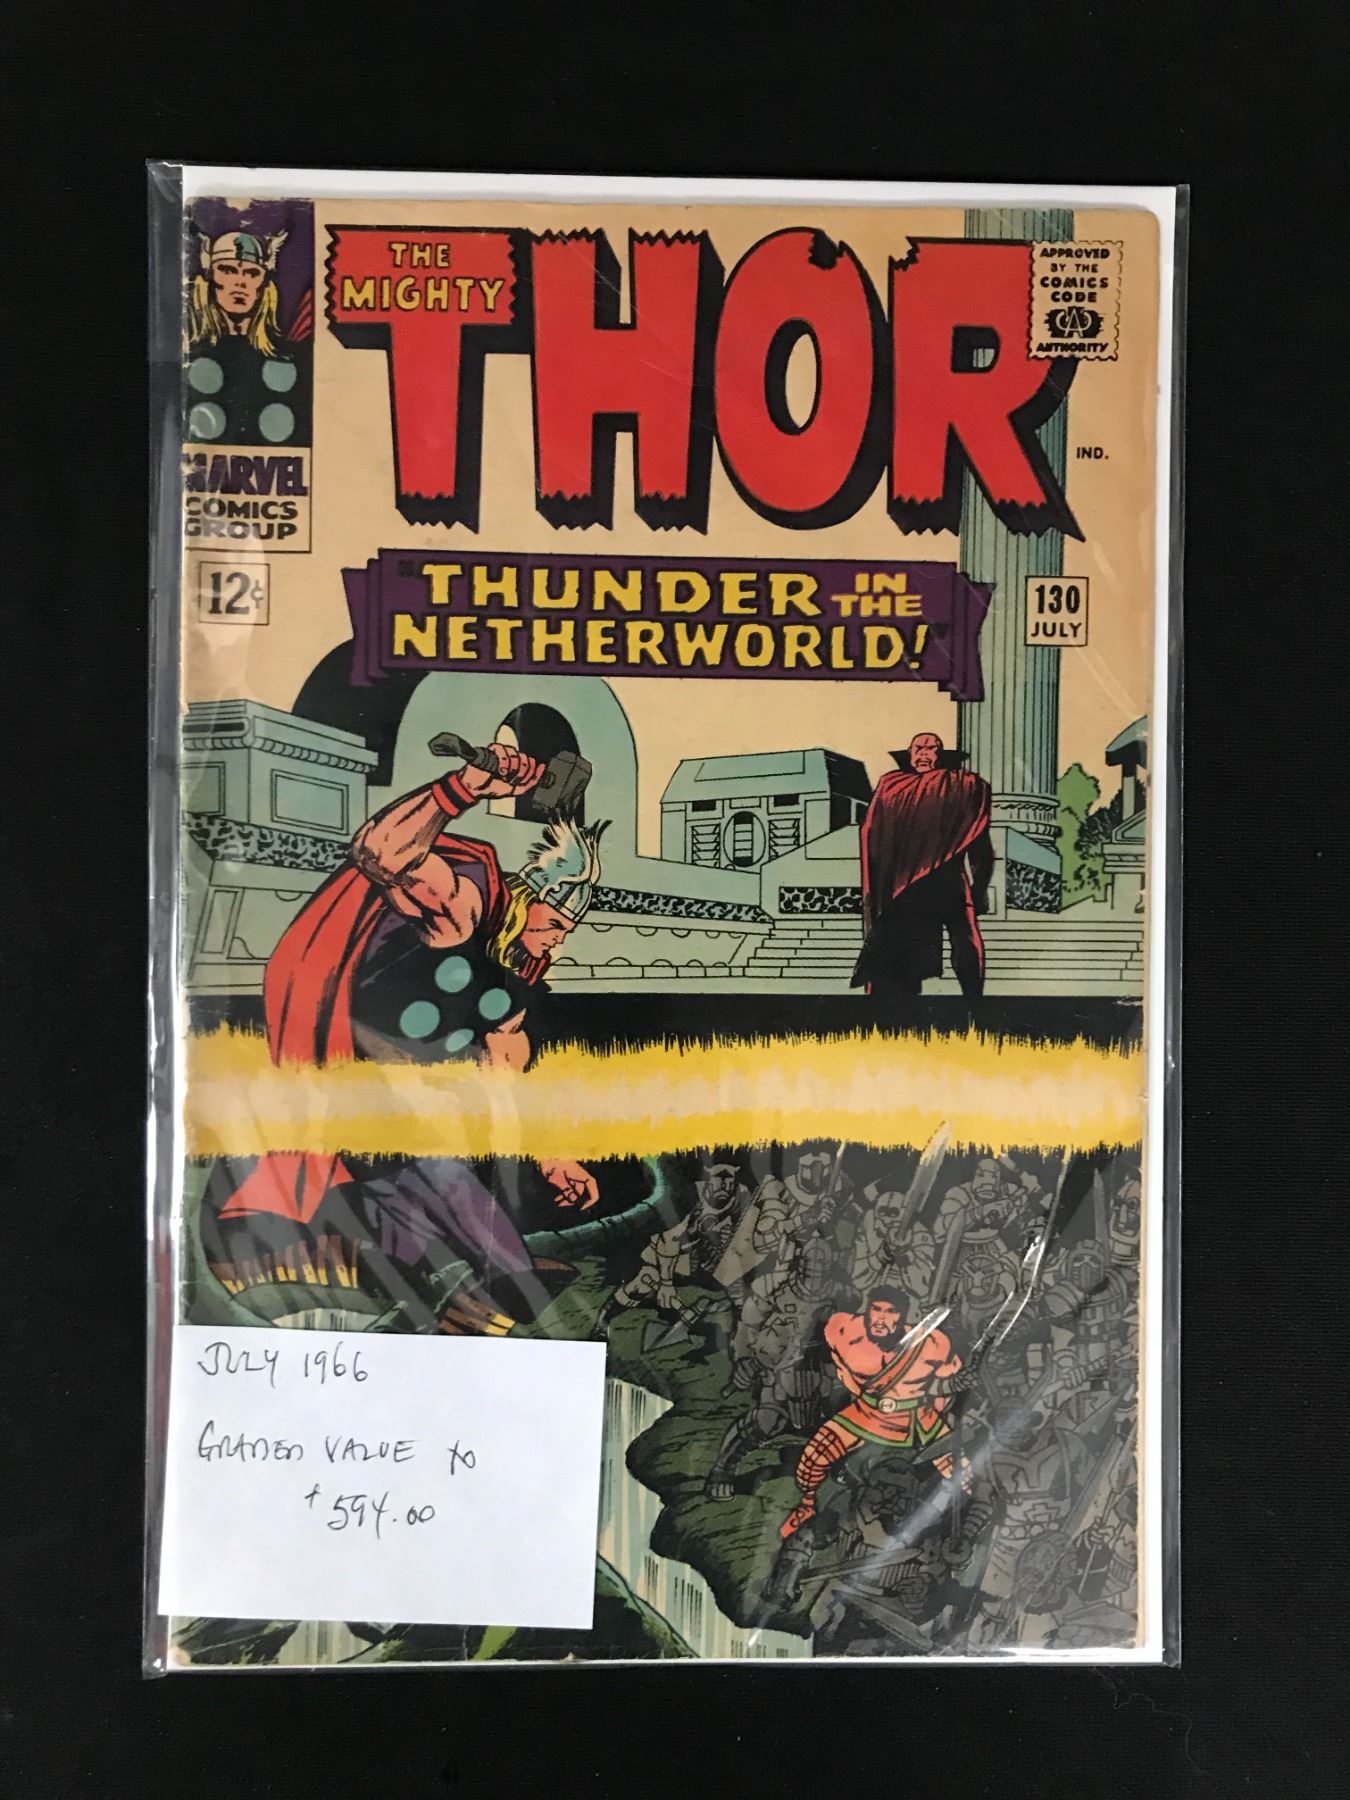 THE
MIGHTY
THOR
APPROVED
BY THE
COMICS
CODE
CA
AUTHORITY
IND.
MARVEL
COMICS
GROUP
12¢
"THUNDER IN THE
NETHERWORLD!"
130
JULY
JULY 1966
GRADED VALUE to
$594.00